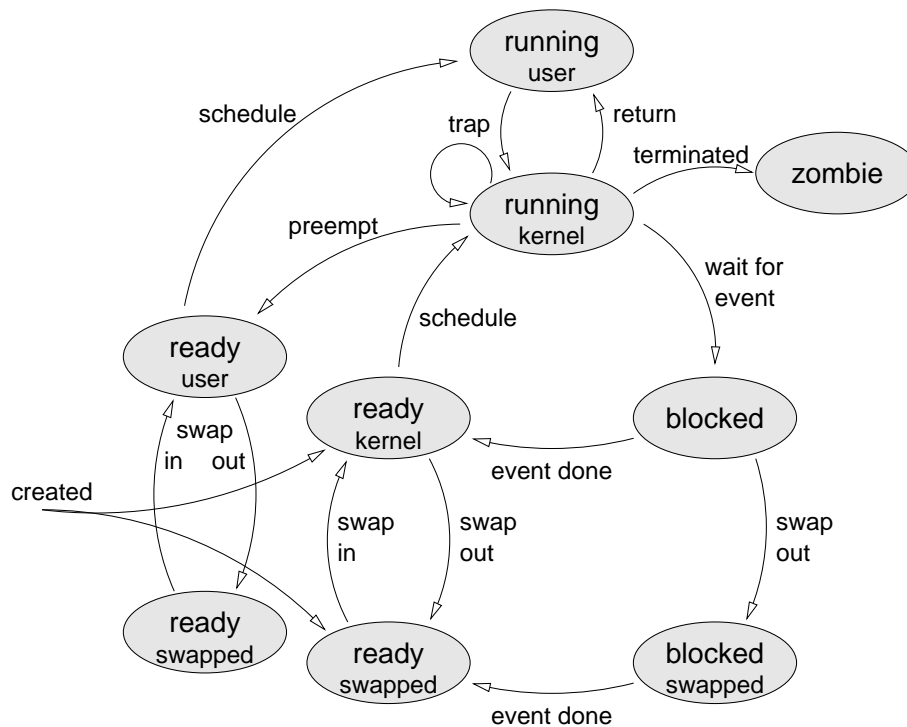 running
user
schedule
trap
return
terminated
zombie
running
kernel
preempt
wait for
event
schedule
ready
user
ready
kernel
blocked
swap
in out
event done
created
swap
in
swap
out
swap
out
ready
swapped
ready
swapped
blocked
swapped
event done